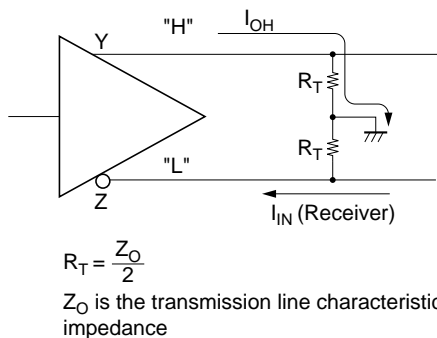 "H" I_OH
Y
R_T
R_T
"L"
Z
I_IN (Receiver)
R_T = Z_O / 2
Z_O is the transmission line characteristic
impedance